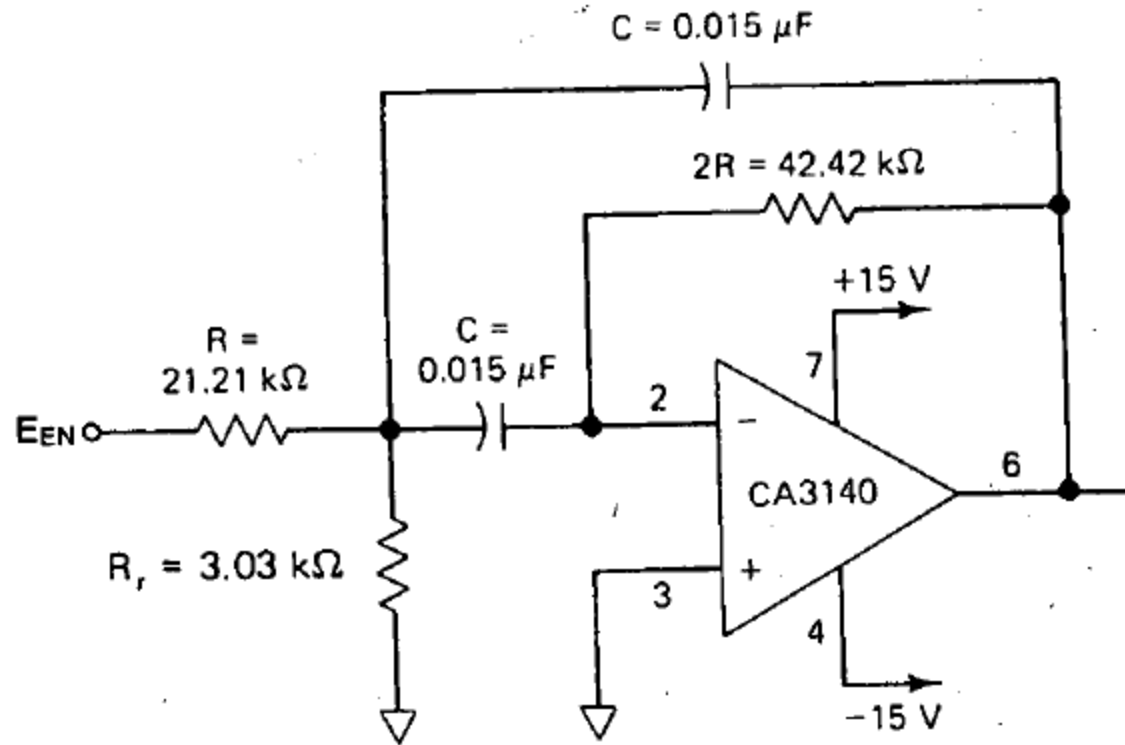 C = 0.015 μF
2R = 42.42 kΩ
+15 V
R =
21.21 kΩ
C =
0.015 μF
7
2
EEN
−
CA3140
6
Rr = 3.03 kΩ
+
3
4
−15 V